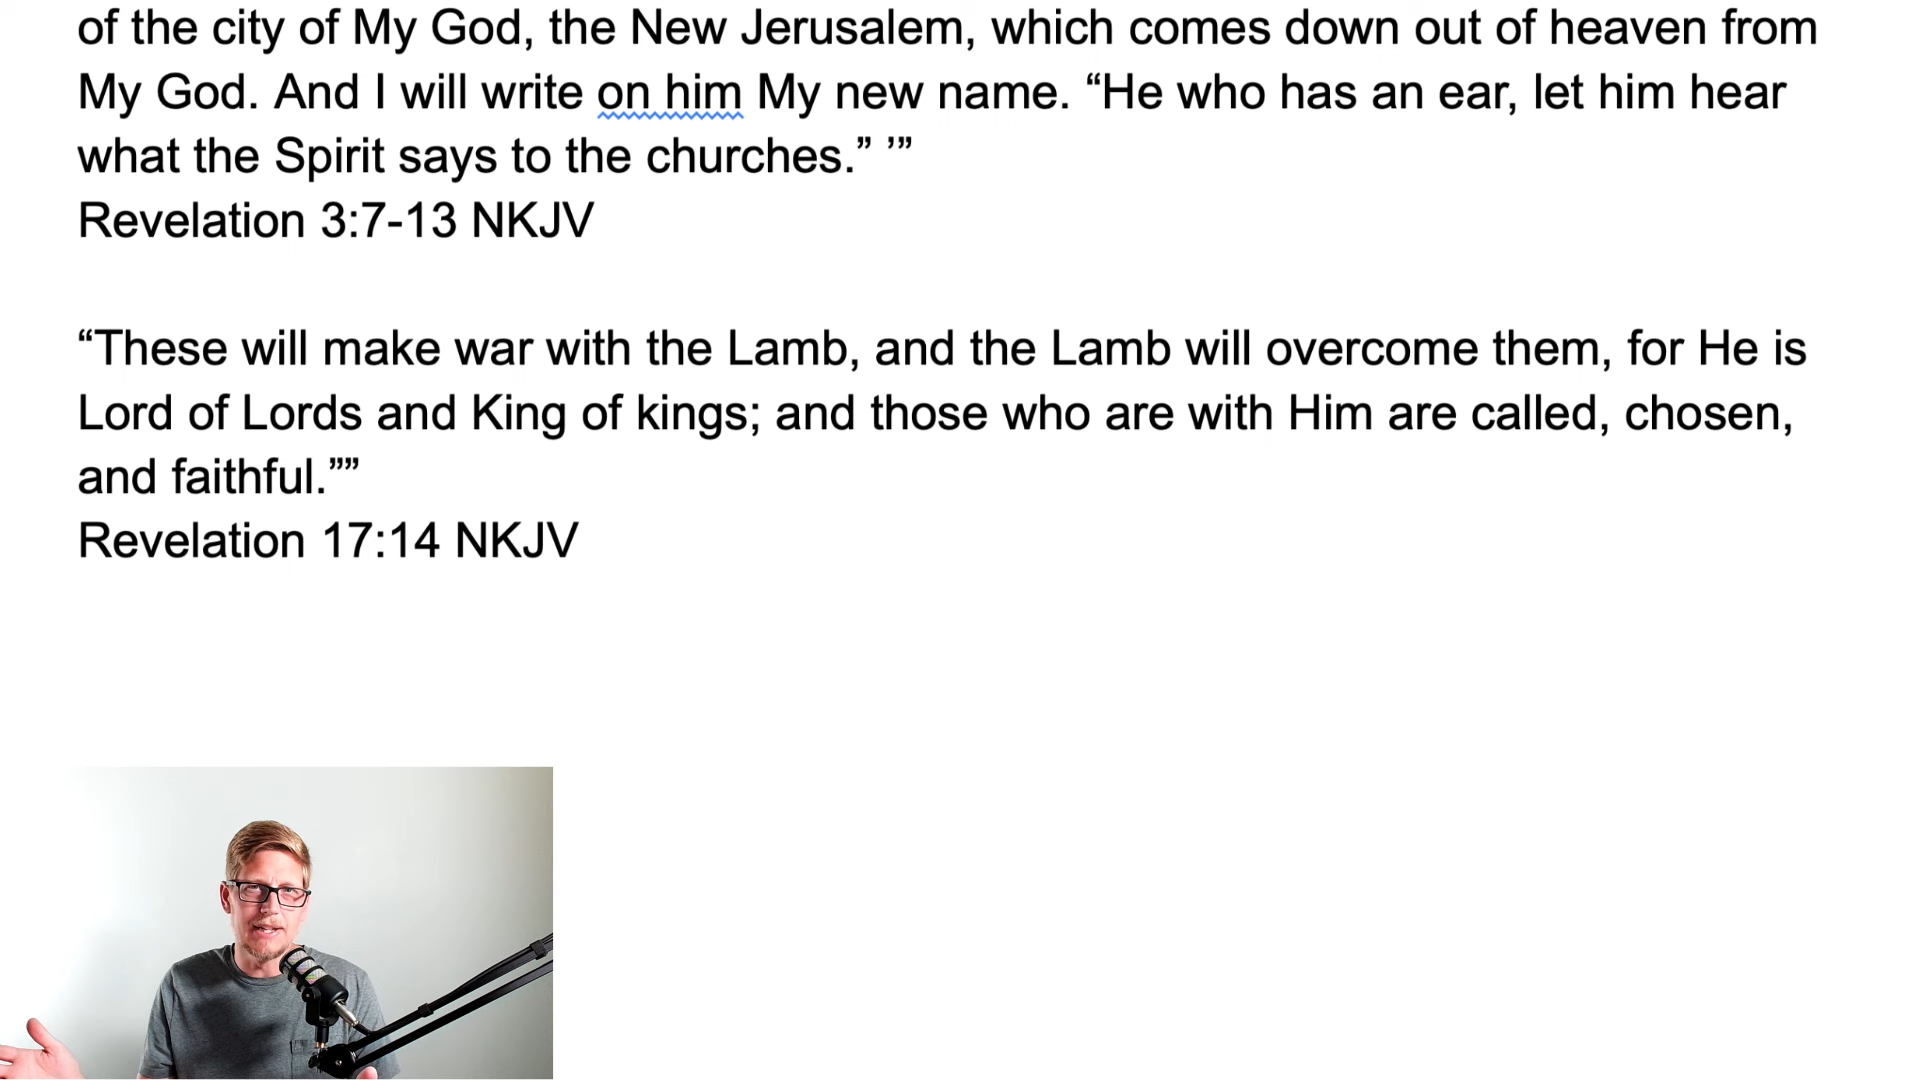 of the city of My God, the New Jerusalem, which comes down out of heaven from
My God. And I will write on him My new name. “He who has an ear, let him hear
what the Spirit says to the churches.” ’”
Revelation 3:7-13 NKJV
“These will make war with the Lamb, and the Lamb will overcome them, for He is
Lord of Lords and King of kings; and those who are with Him are called, chosen,
and faithful.””
Revelation 17:14 NKJV